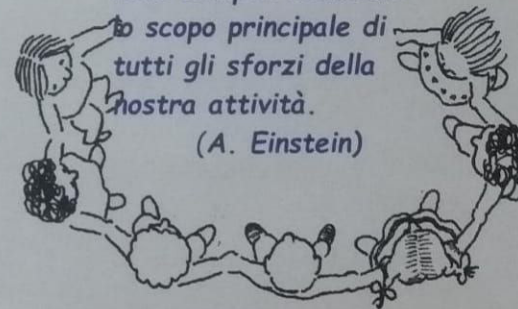 lo scopo principale di
tutti gli sforzi della
nostra attività.
(A. Einstein)